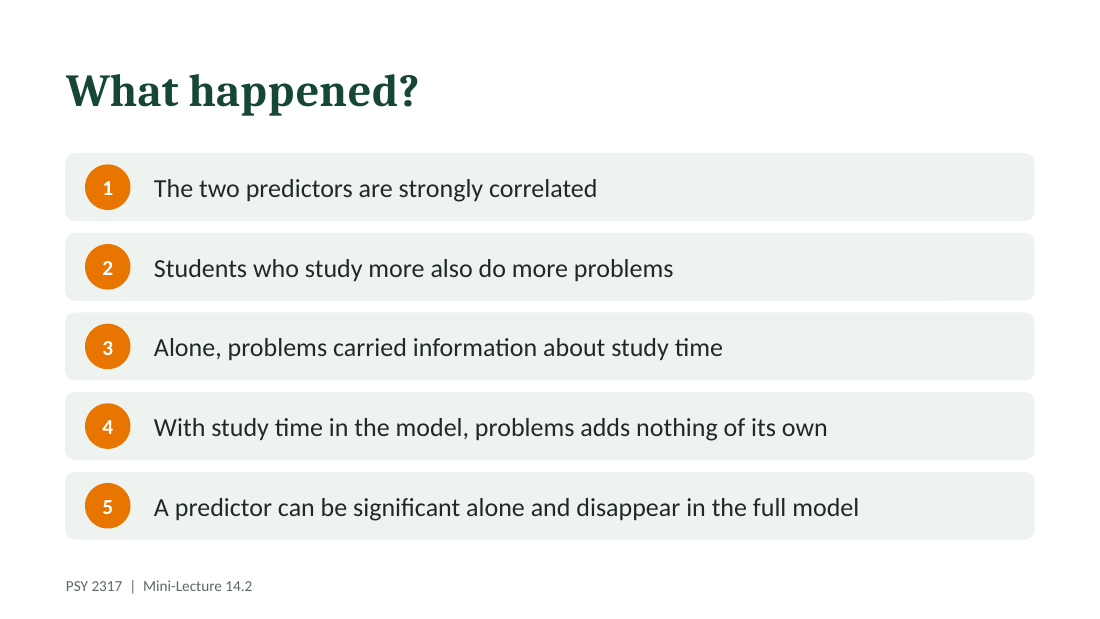 What happened?
1 The two predictors are strongly correlated
2 Students who study more also do more problems
3 Alone, problems carried information about study time
4 With study time in the model, problems adds nothing of its own
5 A predictor can be significant alone and disappear in the full model
PSY 2317 | Mini-Lecture 14.2